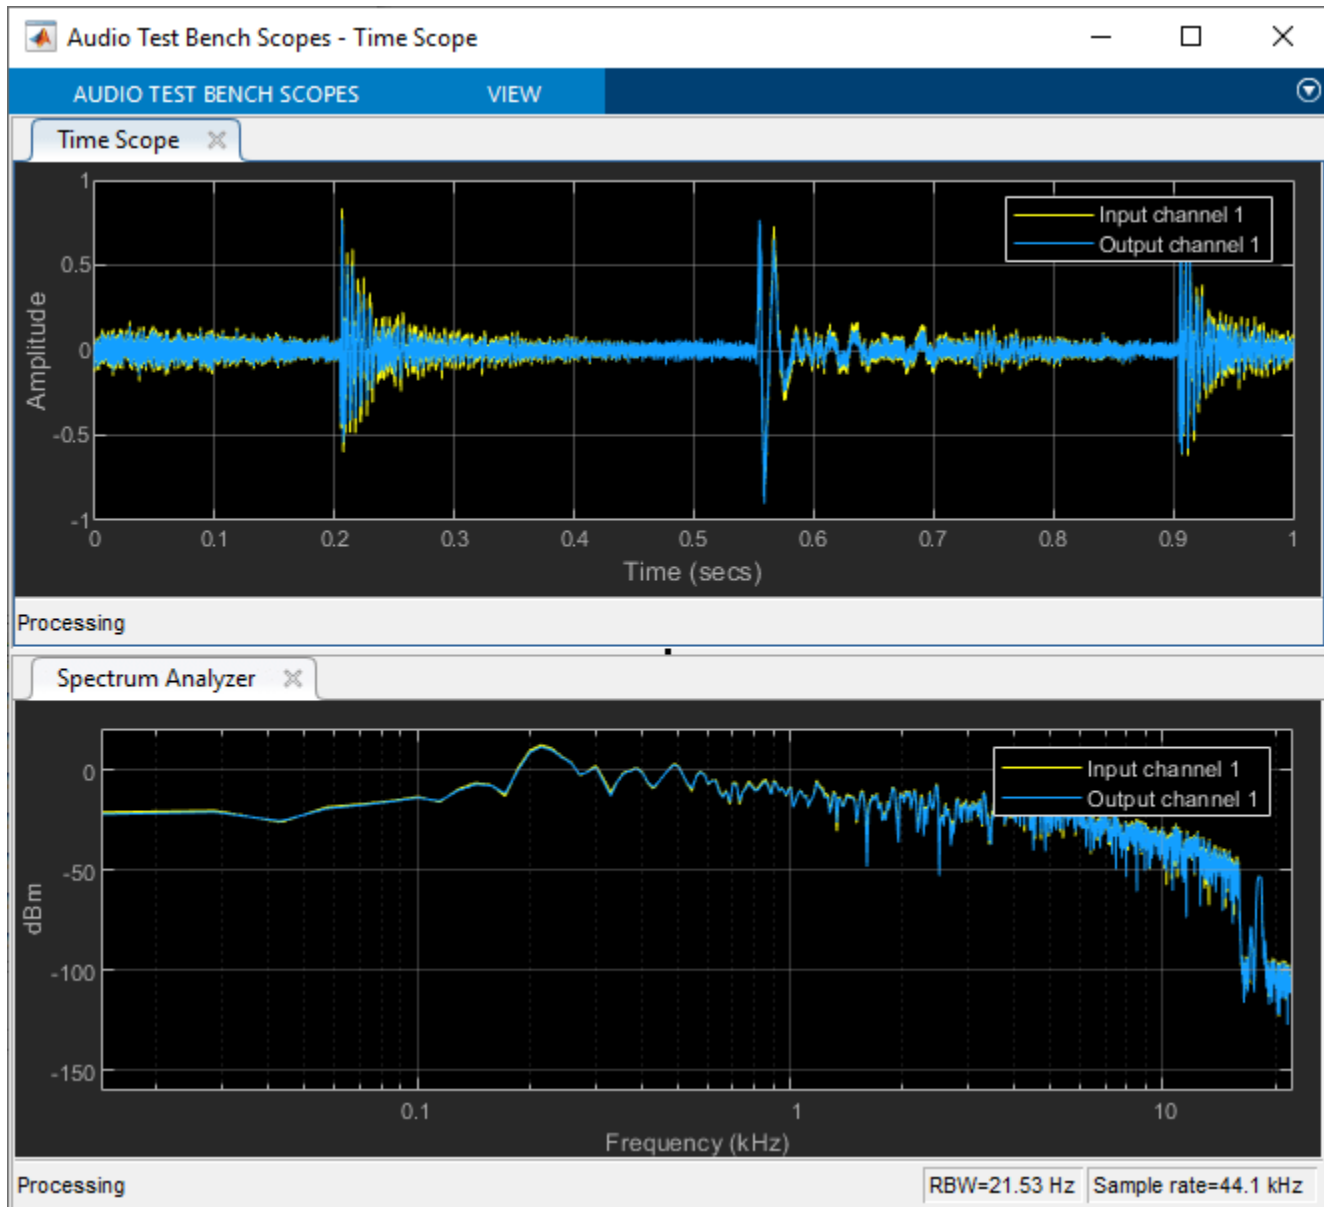 Audio Test Bench Scopes - Time Scope
AUDIO TEST BENCH SCOPES VIEW
Time Scope
1
0.5
0
-0.5
-1
Amplitude
Input channel 1
Output channel 1
0 0.1 0.2 0.3 0.4 0.5 0.6 0.7 0.8 0.9 1
Time (secs)
Processing
Spectrum Analyzer
0
-50
-100
-150
dBm
Input channel 1
Output channel 1
0.1 1 10
Frequency (kHz)
Processing RBW=21.53 Hz Sample rate=44.1 kHz